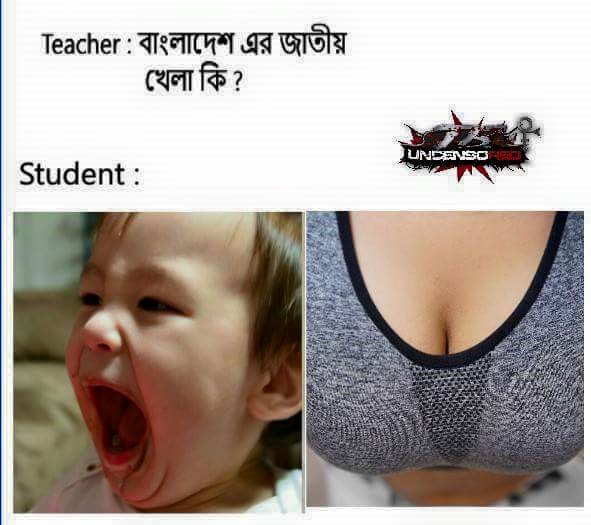 Teacher : বাংলাদেশ এর জাতীয়
খেলা কি ?
UNCENSORED
Student :